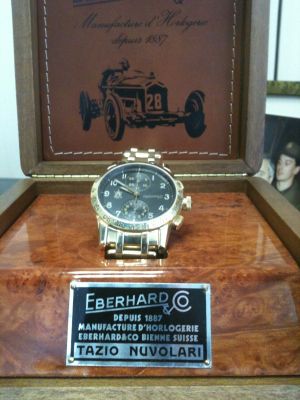 Manufacture d'Horlogerie
depuis 1887
28
EBERHARD & CO
DEPUIS 1887
MANUFACTURE D'HORLOGERIE
EBERHARD&CO BIENNE SUISSE
TAZIO NUVOLARI